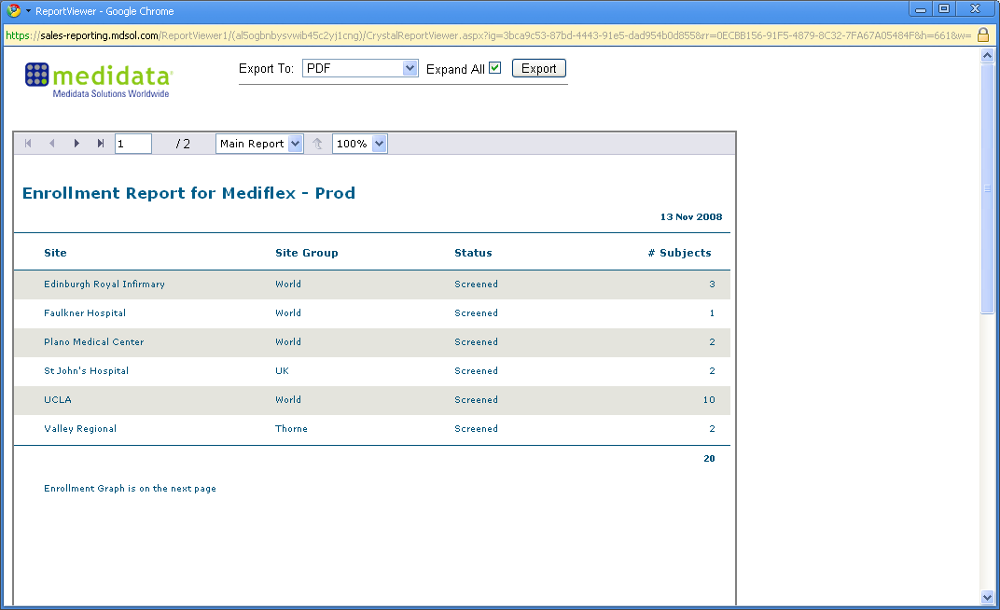 ReportViewer - Google Chrome
https://sales-reporting.mdsol.com/ReportViewer1/(al5ogbnbysvwib45c2yj1cng)/CrystalReportViewer.aspx?ig=3bca9c53-87bd-4443-91e5-dad954b0d855&rr=0ECBB156-91F5-4879-8C32-7FA67A05484F&h=661&w=
medidata
Medidata Solutions Worldwide
Export To: PDF Expand All Export
1 / 2 Main Report 100%
Enrollment Report for Mediflex - Prod
13 Nov 2008
Site Site Group Status # Subjects
Edinburgh Royal Infirmary World Screened 3
Faulkner Hospital World Screened 1
Plano Medical Center World Screened 2
St John's Hospital UK Screened 2
UCLA World Screened 10
Valley Regional Thorne Screened 2
20
Enrollment Graph is on the next page